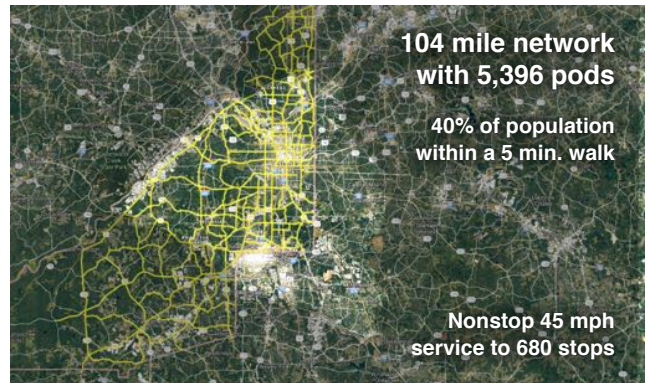 104 mile network
with 5,396 pods
40% of population
within a 5 min. walk
Nonstop 45 mph
service to 680 stops